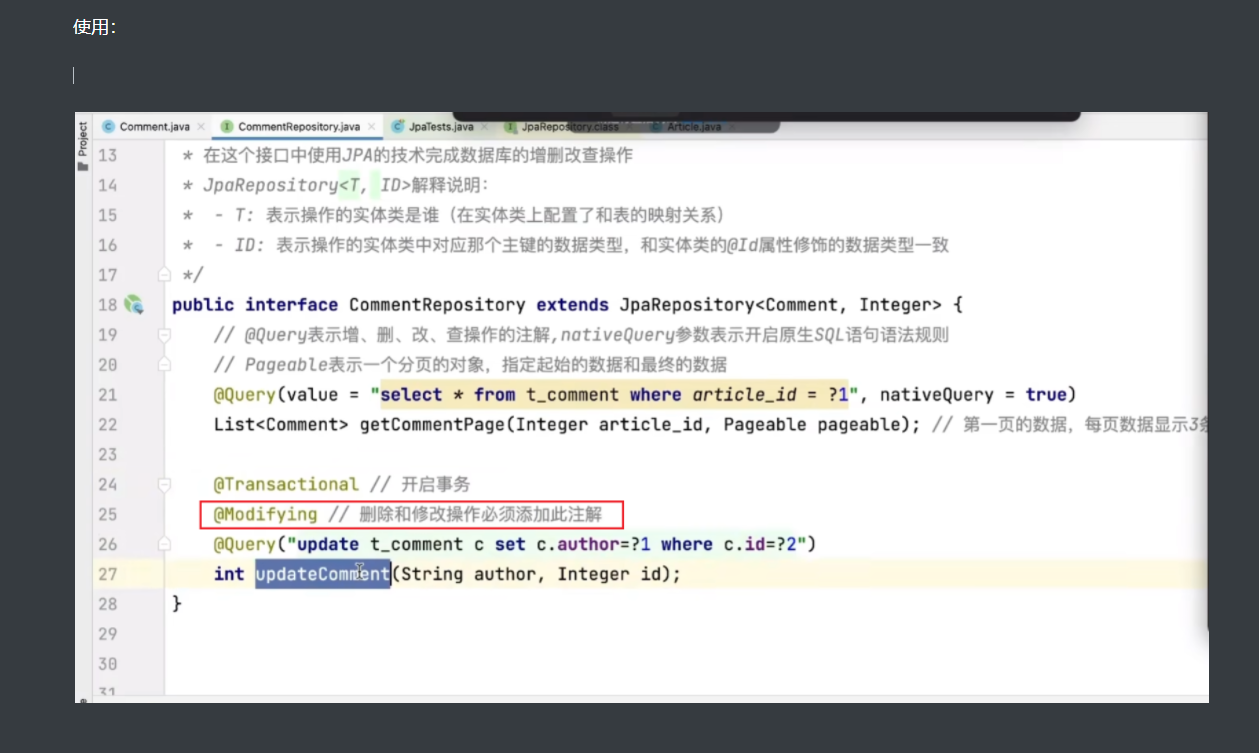 使用：
Project
Comment.java
CommentRepository.java
JpaTests.java
JpaRepository.class
Article.java
13 * 在这个接口中使用JPA的技术完成数据库的增删改查操作
14 * JpaRepository<T, ID>解释说明：
15 * - T: 表示操作的实体类是谁（在实体类上配置了和表的映射关系）
16 * - ID: 表示操作的实体类中对应那个主键的数据类型，和实体类的@Id属性修饰的数据类型一致
17 */
18 public interface CommentRepository extends JpaRepository<Comment, Integer> {
19 // @Query表示增、删、改、查操作的注解,nativeQuery参数表示开启原生SQL语句语法规则
20 // Pageable表示一个分页的对象，指定起始的数据和最终的数据
21 @Query(value = "select * from t_comment where article_id = ?1", nativeQuery = true)
22 List<Comment> getCommentPage(Integer article_id, Pageable pageable); // 第一页的数据，每页数据显示3条
23
24 @Transactional // 开启事务
25 @Modifying // 删除和修改操作必须添加此注解
26 @Query("update t_comment c set c.author=?1 where c.id=?2")
27 int updateComment(String author, Integer id);
28 }
29
30
31